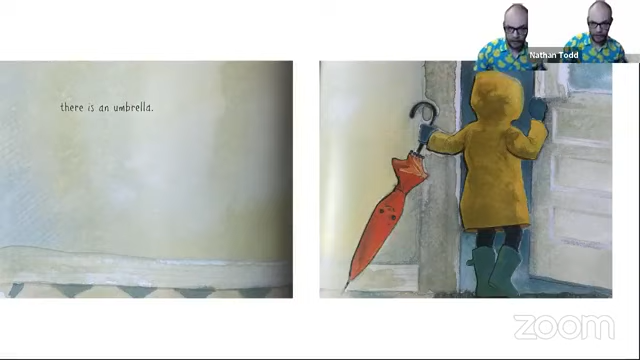 Nathan Todd
there is an umbrella.
zoom